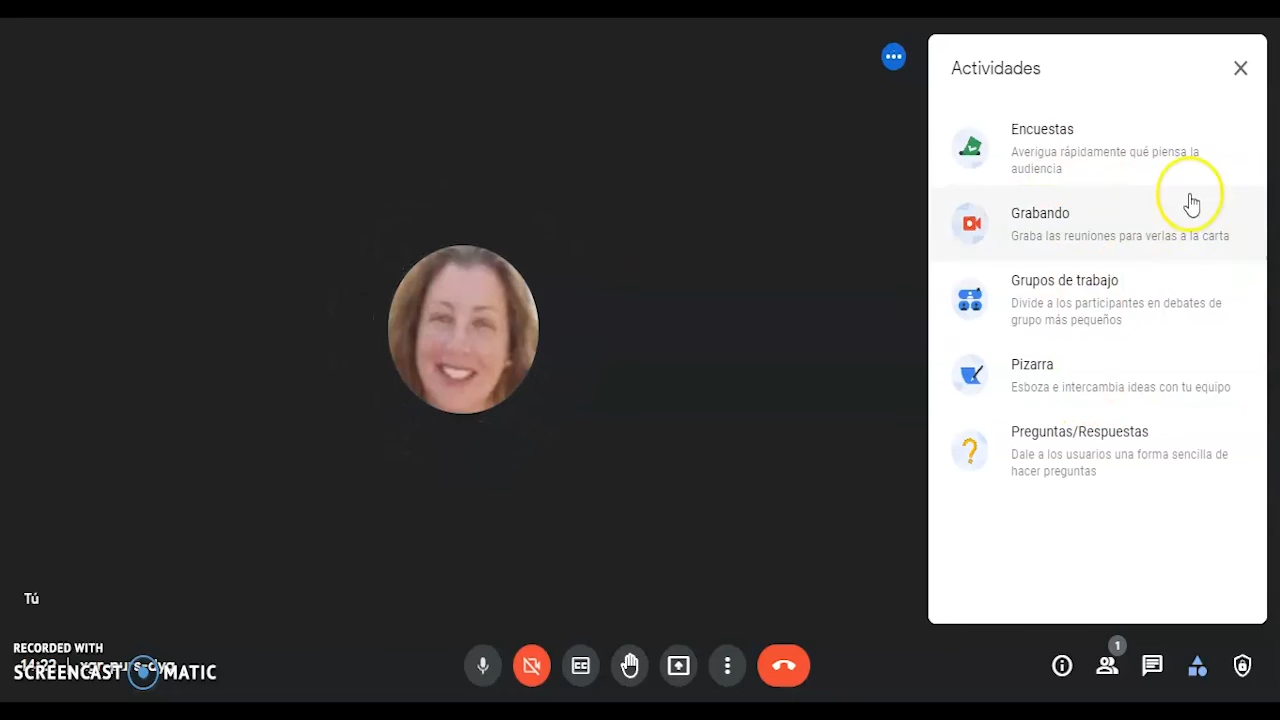 Actividades
Encuestas
Averigua rápidamente qué piensa la
audiencia
Grabando
Graba las reuniones para verlas a la carta
Grupos de trabajo
Divide a los participantes en debates de
grupo más pequeños
Pizarra
Esboza e intercambia ideas con tu equipo
Preguntas/Respuestas
Dale a los usuarios una forma sencilla de
hacer preguntas
Tú
RECORDED WITH
SCREENCAST MATIC
CC
1